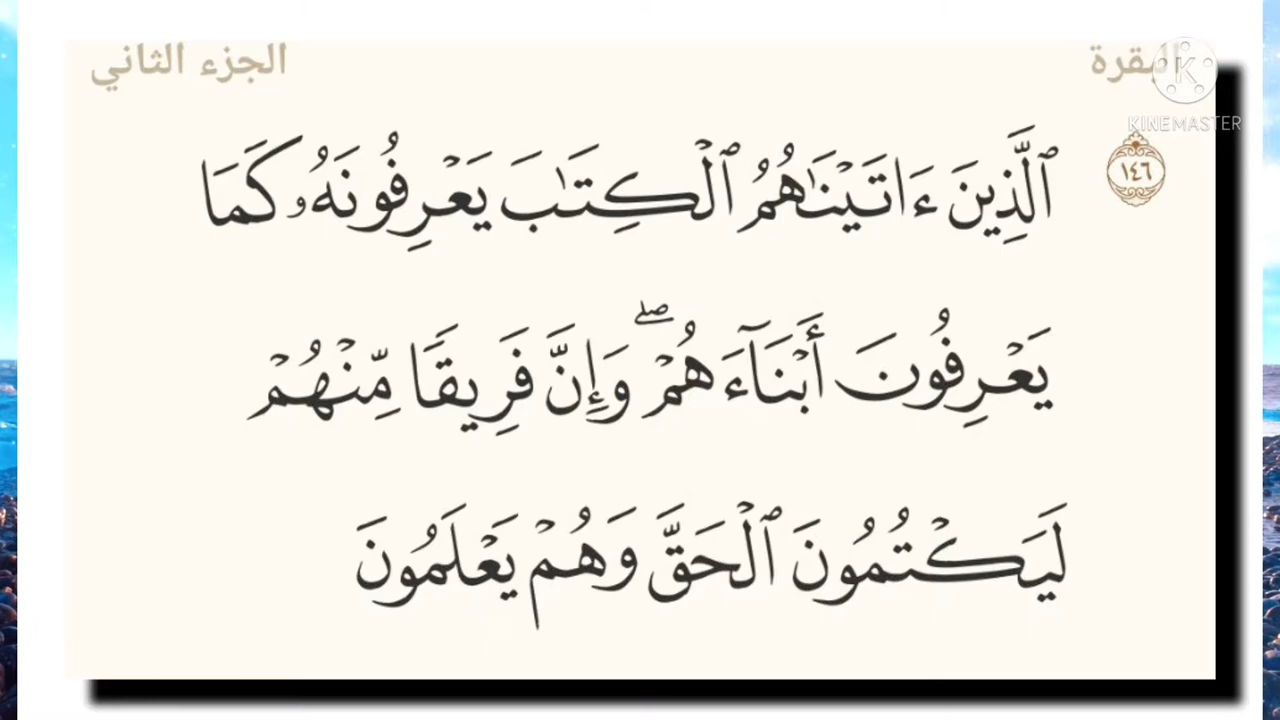 البقرة
الجزء الثاني
KINEMASTER
١٤٦
ٱلَّذِينَ ءَاتَيْنَـٰهُمُ ٱلْكِتَـٰبَ يَعْرِفُونَهُۥ كَمَا
يَعْرِفُونَ أَبْنَآءَهُمْ ۖ وَإِنَّ فَرِيقًا مِّنْهُمْ
لَيَكْتُمُونَ ٱلْحَقَّ وَهُمْ يَعْلَمُونَ